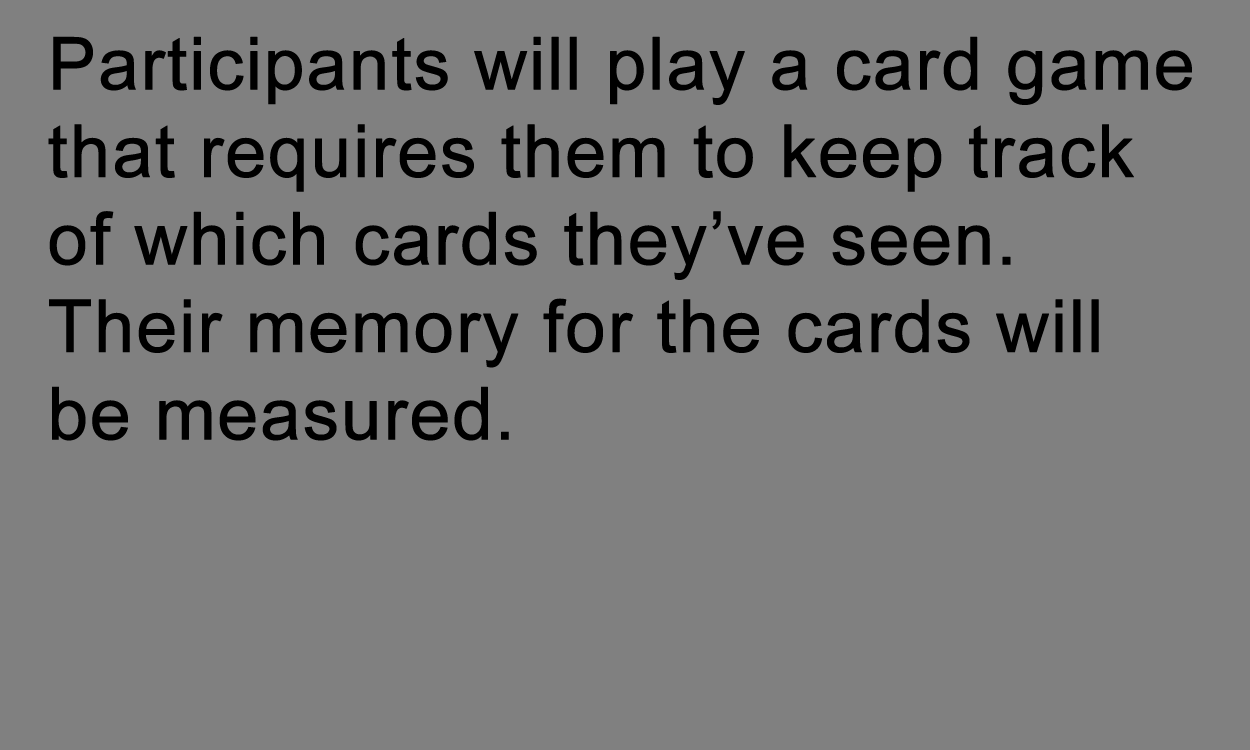 Participants will play a card game
that requires them to keep track
of which cards they’ve seen.
Their memory for the cards will
be measured.